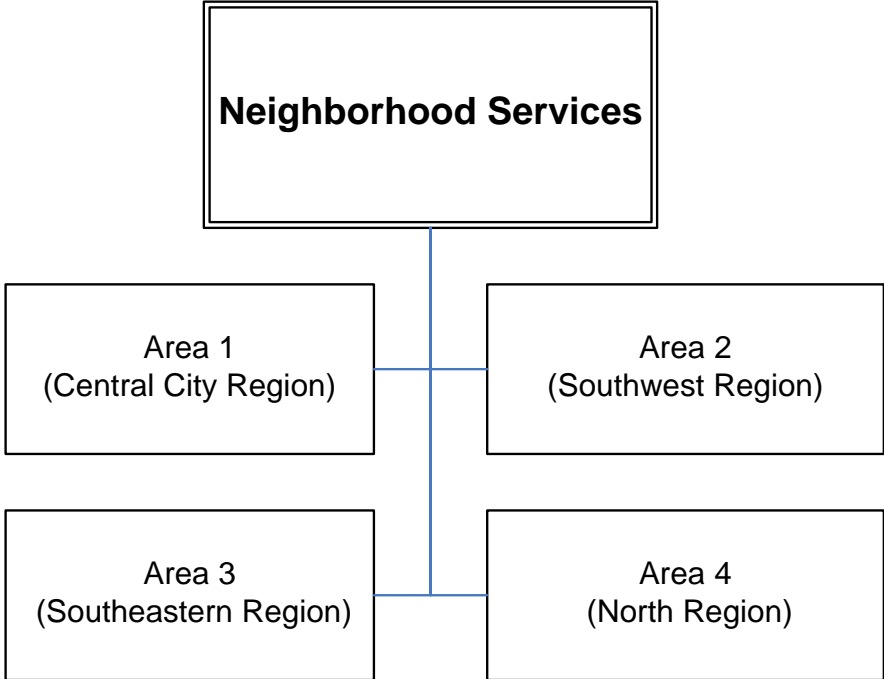 Neighborhood Services
Area 1
(Central City Region)
Area 2
(Southwest Region)
Area 3
(Southeastern Region)
Area 4
(North Region)